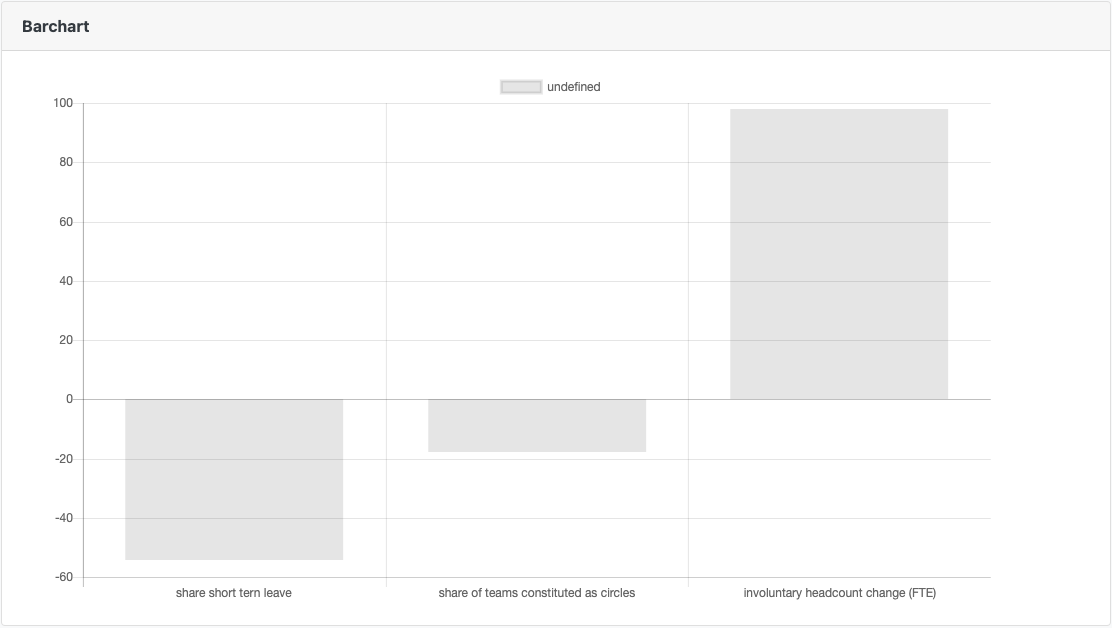 Barchart
undefined
100
80
60
40
20
0
-20
-40
-60
share short tern leave
share of teams constituted as circles
involuntary headcount change (FTE)